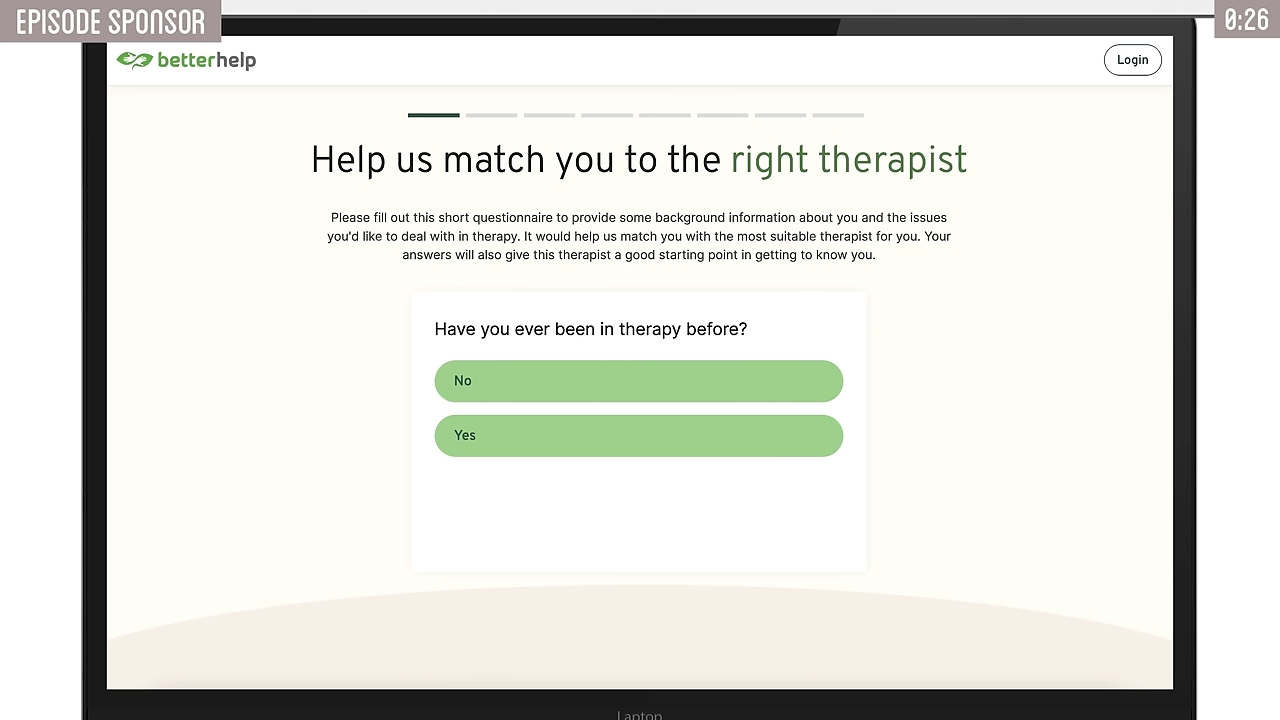 EPISODE SPONSOR
0:26
betterhelp
Login
Help us match you to the right therapist
Please fill out this short questionnaire to provide some background information about you and the issues
you'd like to deal with in therapy. It would help us match you with the most suitable therapist for you. Your
answers will also give this therapist a good starting point in getting to know you.
Have you ever been in therapy before?
No
Yes
Laptop